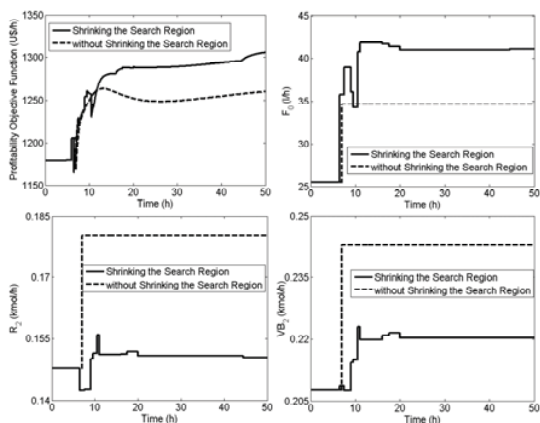 Profitability Objective Function (US$/h)
1350
1300
1250
1200
1150
Shrinking the Search Region
without Shrinking the Search Region
0 10 20 30 40 50
Time (h)
F0 (l/h)
45
40
35
30
25
Shrinking the Search Region
without Shrinking the Search Region
0 10 20 30 40 50
Time (h)
R2 (kmol/h)
0.185
0.17
0.155
0.14
Shrinking the Search Region
without Shrinking the Search Region
0 10 20 30 40 50
Time (h)
VB2 (kmol/h)
0.25
0.235
0.22
0.205
Shrinking the Search Region
without Shrinking the Search Region
0 10 20 30 40 50
Time (h)